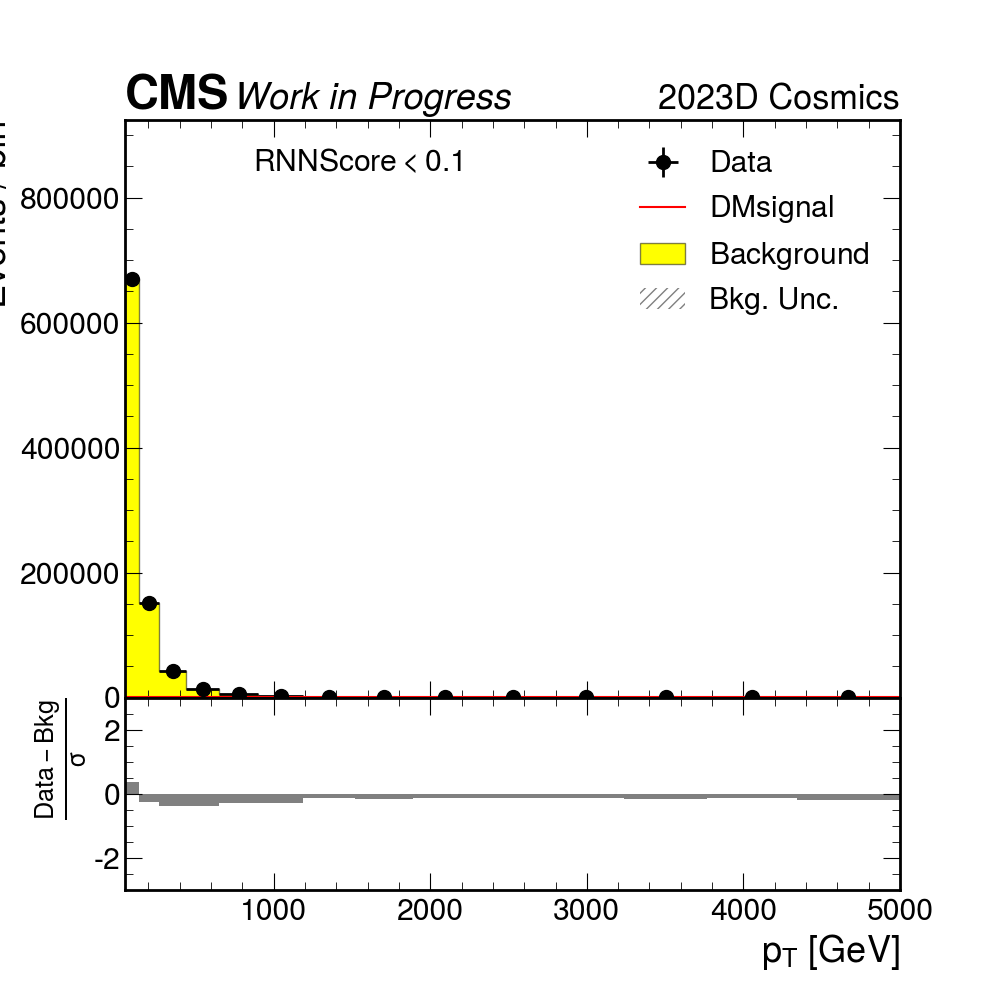 CMS Work in Progress 2023D Cosmics
RNNScore < 0.1
Data
DMsignal
Background
Bkg. Unc.
800000
600000
400000
200000
0
Data − Bkg
σ
2
0
-2
1000 2000 3000 4000 5000
pT [GeV]